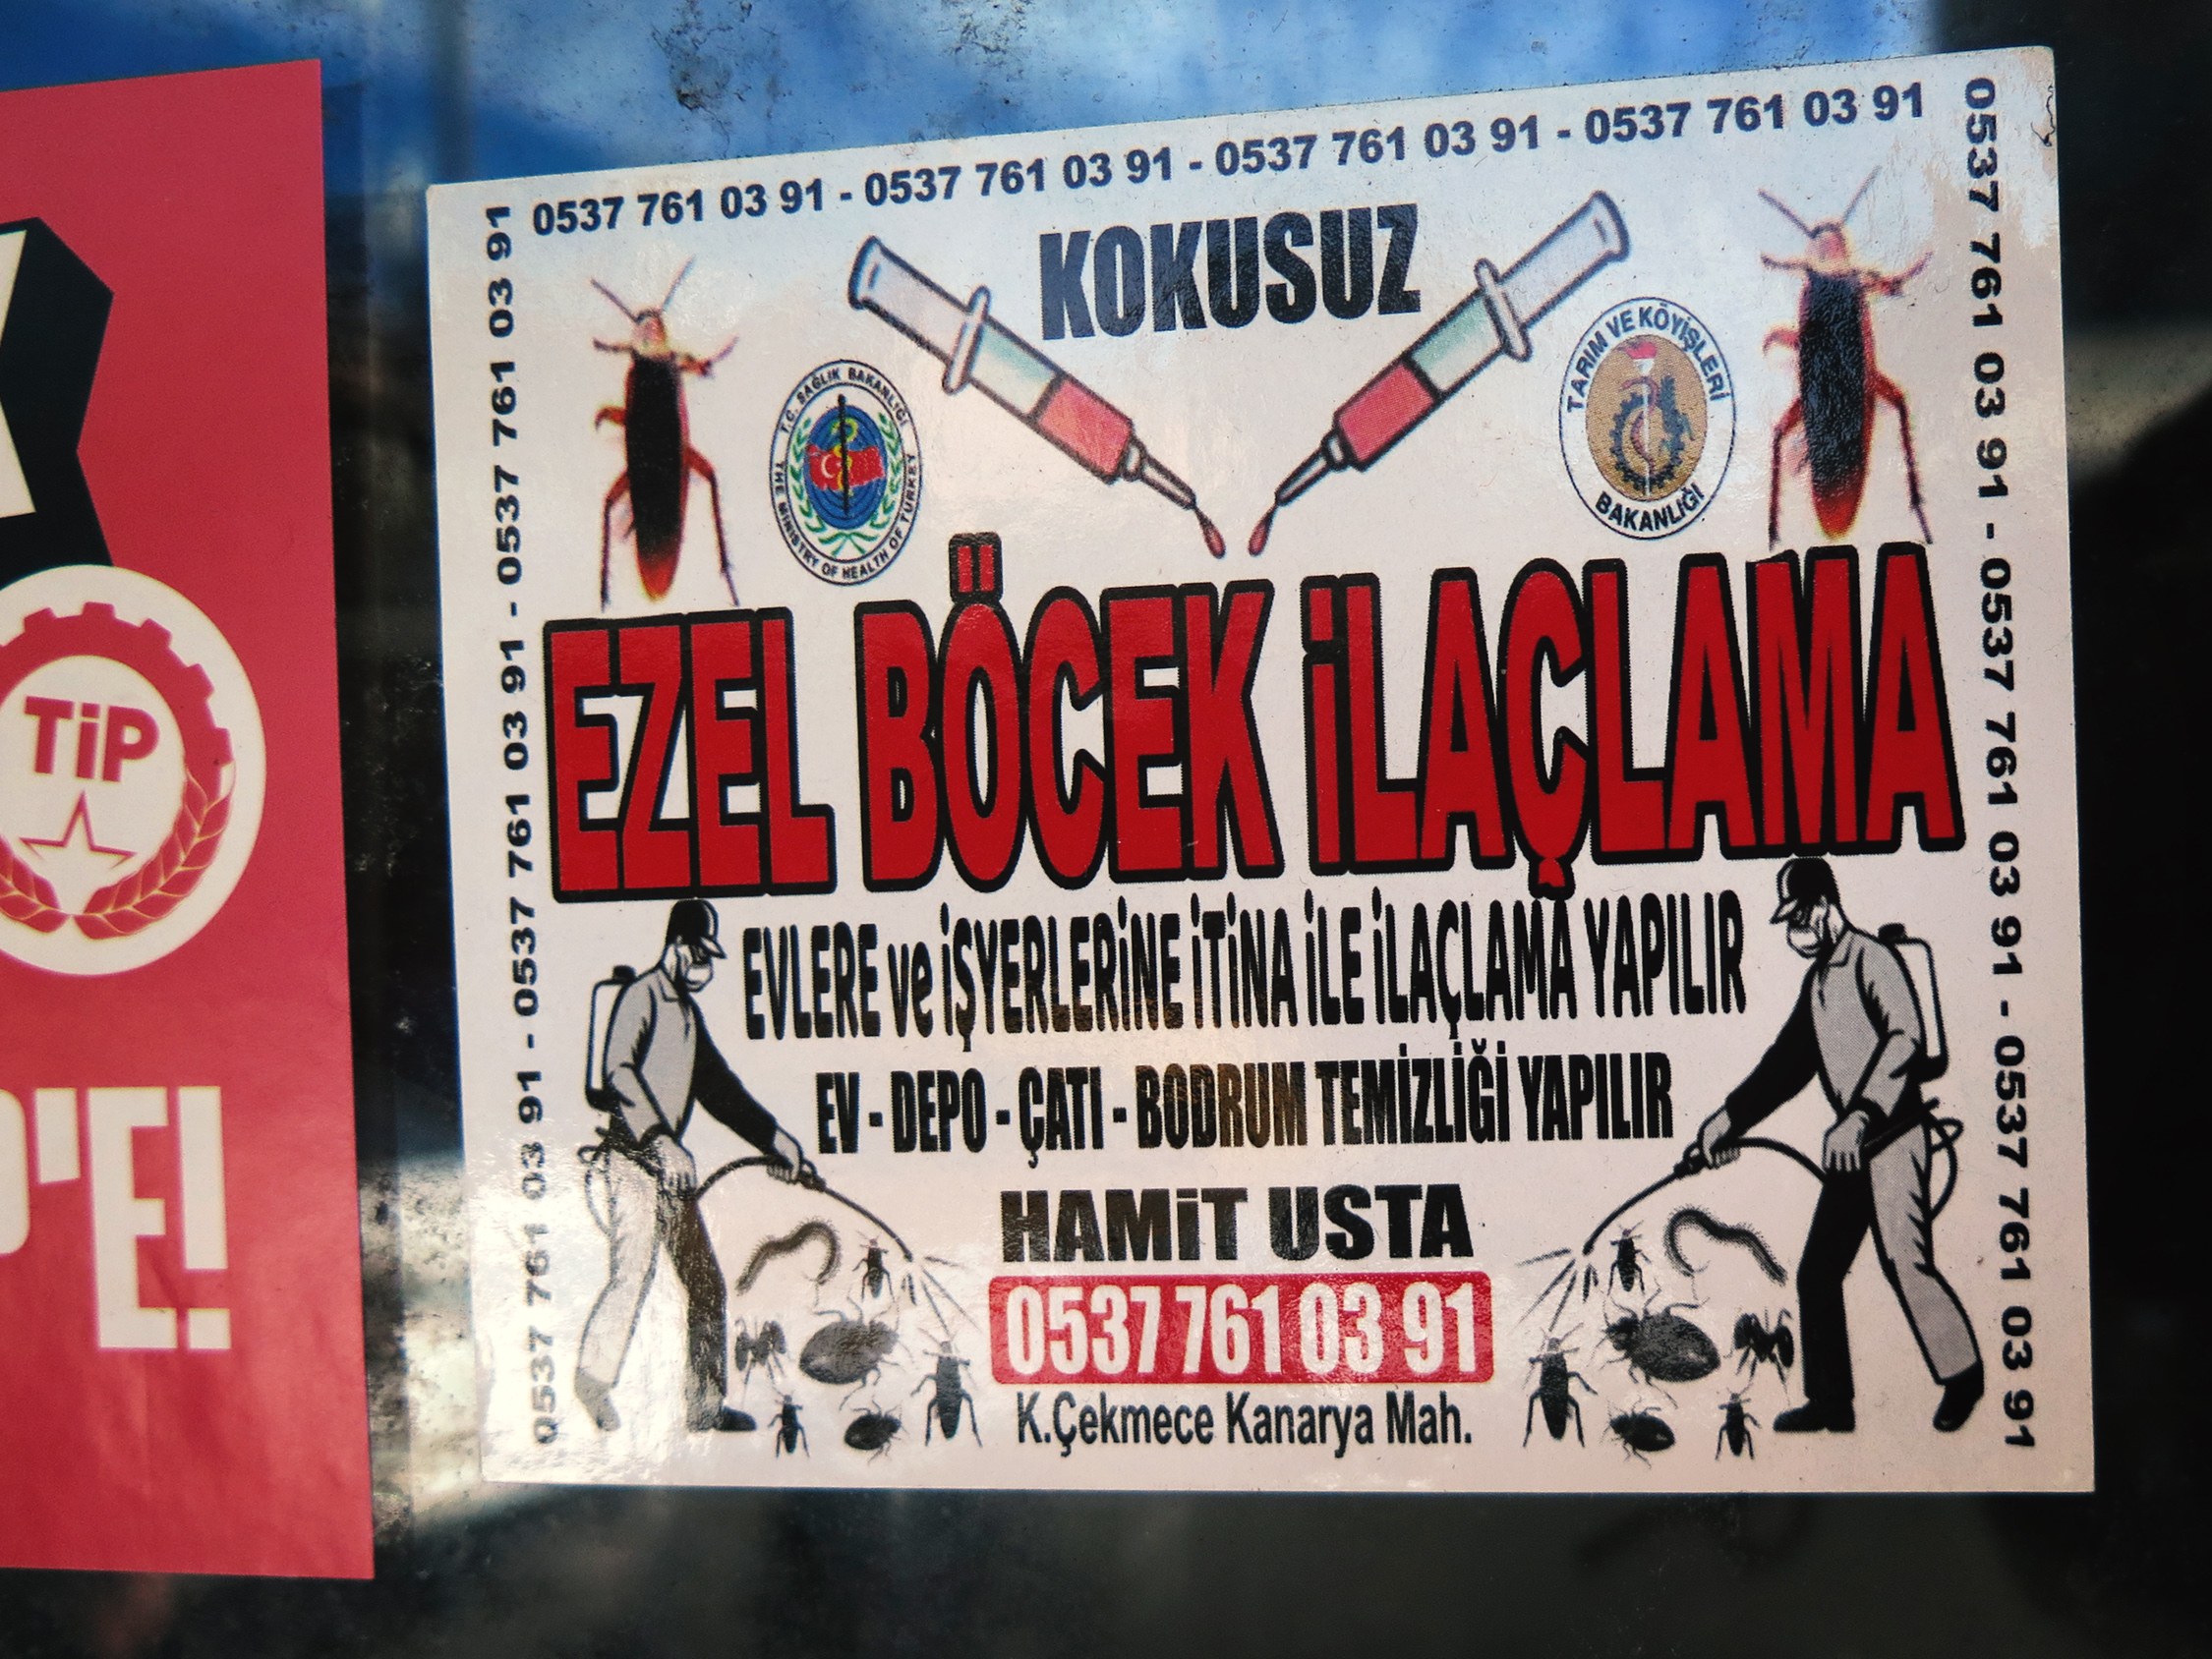 TİP
P'E!
0537 761 03 91 - 0537 761 03 91 - 0537 761 03 91 - 0537 761 03 91
0537 761 03 91 - 0537 761 03 91 - 0537 761 03 91 - 0537 761 03 91
0537 761 03 91 - 0537 761 03 91 - 0537 761 03 91 - 0537 761 03 91
KOKUSUZ
T.C. SAĞLIK BAKANLIĞI
THE MINISTRY OF HEALTH OF TURKEY
TARIM VE KÖYİŞLERİ
BAKANLIĞI
EZEL BÖCEK İLAÇLAMA
EVLERE ve İŞYERLERİNE İTİNA İLE İLAÇLAMA YAPILIR
EV - DEPO - ÇATI - BODRUM TEMİZLİĞİ YAPILIR
HAMİT USTA
0537 761 03 91
K.Çekmece Kanarya Mah.